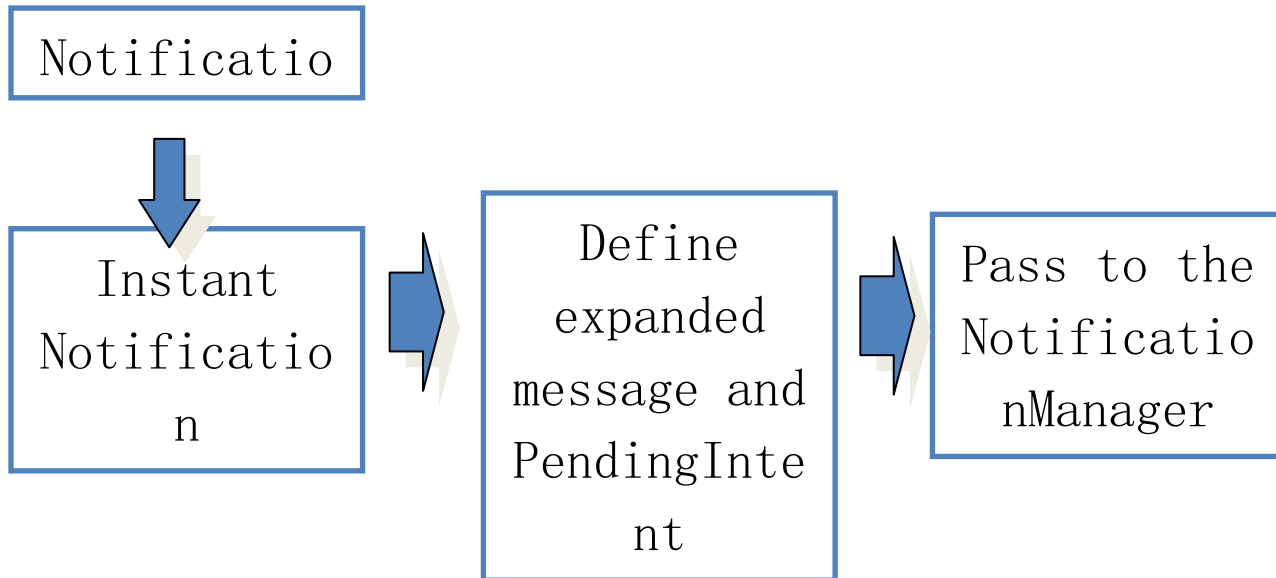 Notificatio
Instant
Notificatio
n
Define
expanded
message and
PendingInte
nt
Pass to the
Notificatio
nManager